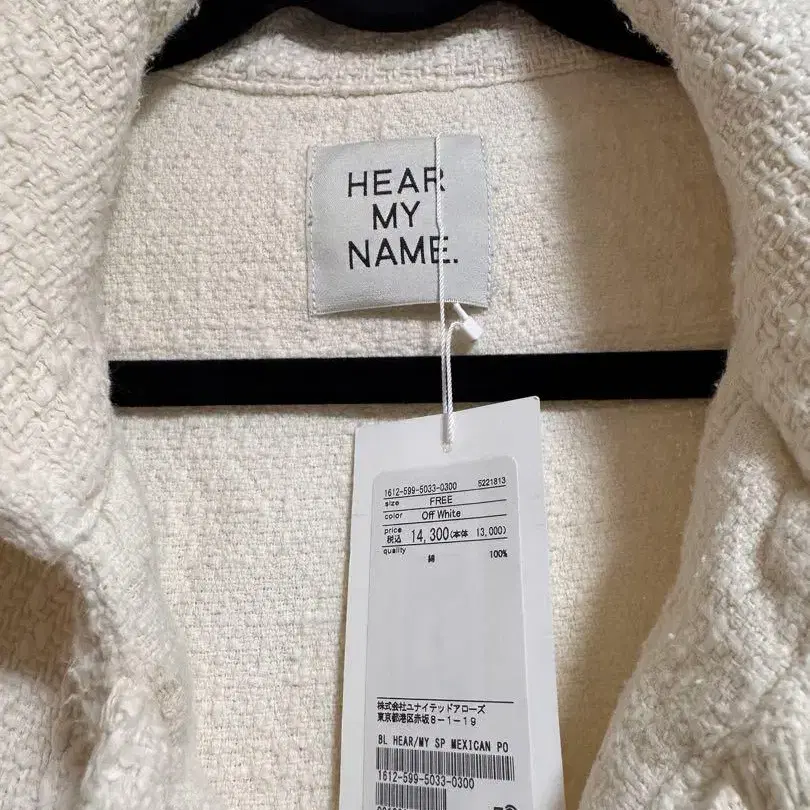 HEAR
MY
NAME.
1612-599-5033-0300 5221813
size FREE
color Off White
price
税込 14,300(本体 13,000)
quality
綿 100%
株式会社ユナイテッドアローズ
東京都港区赤坂8-1-19
BL HEAR/MY SP MEXICAN PO
1612-599-5033-0300